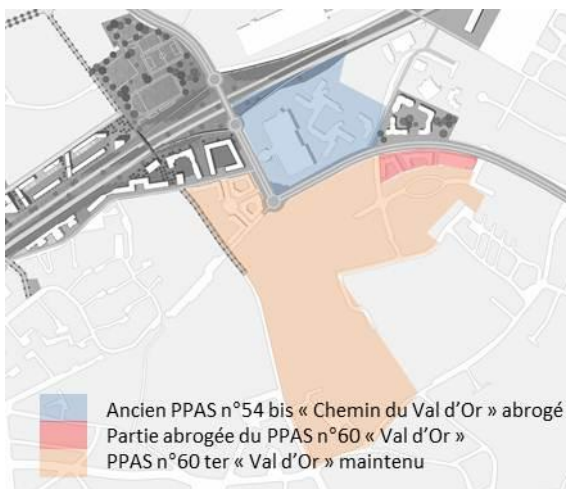 Ancien PPAS n°54 bis « Chemin du Val d'Or » abrogé
Partie abrogée du PPAS n°60 « Val d'Or »
PPAS n°60 ter « Val d'Or » maintenu